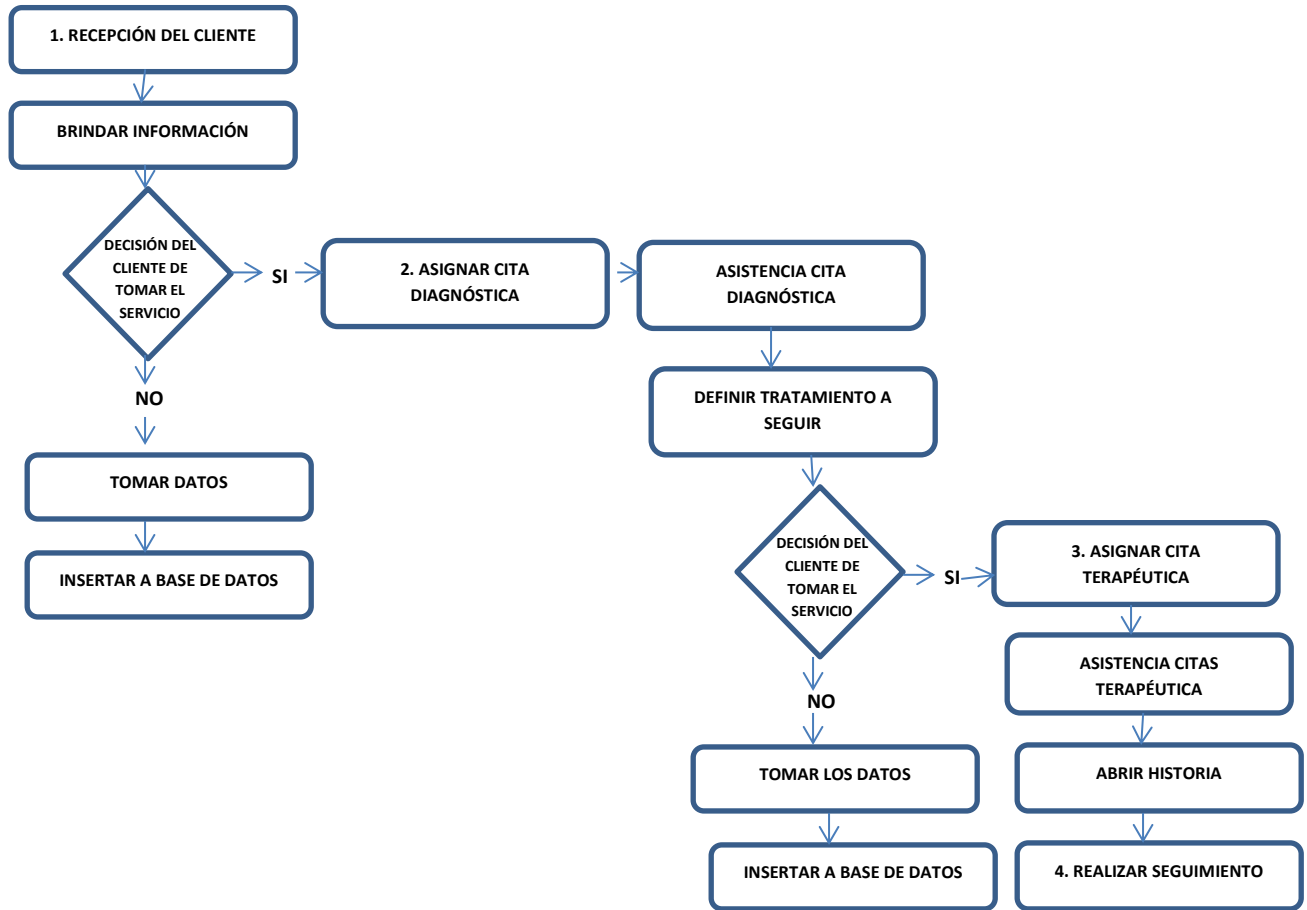 1. RECEPCIÓN DEL CLIENTE
BRINDAR INFORMACIÓN
DECISIÓN DEL
CLIENTE DE
TOMAR EL
SERVICIO
SI
2. ASIGNAR CITA
DIAGNÓSTICA
ASISTENCIA CITA
DIAGNÓSTICA
NO
TOMAR DATOS
INSERTAR A BASE DE DATOS
DEFINIR TRATAMIENTO A
SEGUIR
DECISIÓN DEL
CLIENTE DE
TOMAR EL
SERVICIO
SI
3. ASIGNAR CITA
TERAPÉUTICA
ASISTENCIA CITAS
TERAPÉUTICA
NO
TOMAR LOS DATOS
ABRIR HISTORIA
INSERTAR A BASE DE DATOS
4. REALIZAR SEGUIMIENTO